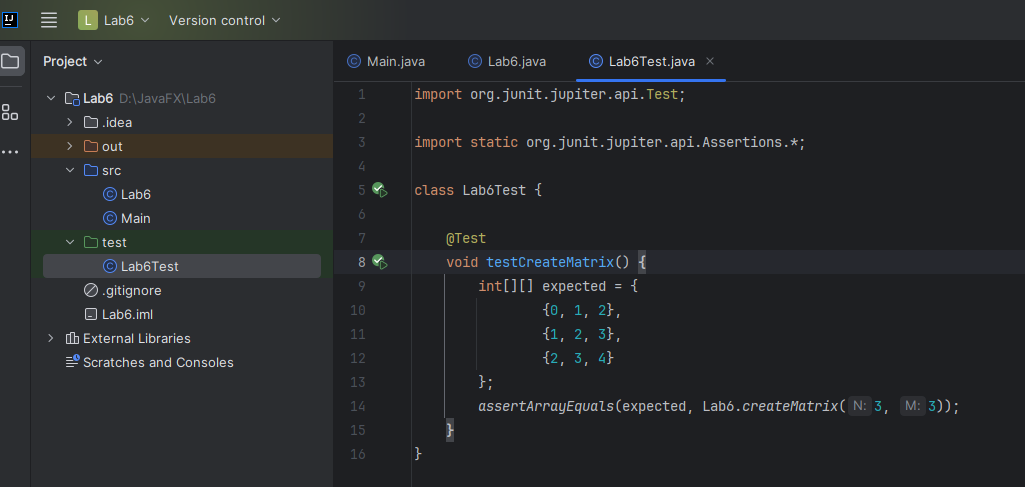 L Lab6 Version control
Project
Main.java Lab6.java Lab6Test.java
Lab6 D:\JavaFX\Lab6
.idea
out
src
Lab6
Main
test
Lab6Test
.gitignore
Lab6.iml
External Libraries
Scratches and Consoles
1 import org.junit.jupiter.api.Test;
2
3 import static org.junit.jupiter.api.Assertions.*;
4
5 class Lab6Test {
6
7 @Test
8 void testCreateMatrix() {
9 int[][] expected = {
10 {0, 1, 2},
11 {1, 2, 3},
12 {2, 3, 4}
13 };
14 assertArrayEquals(expected, Lab6.createMatrix( N: 3, M: 3));
15 }
16 }